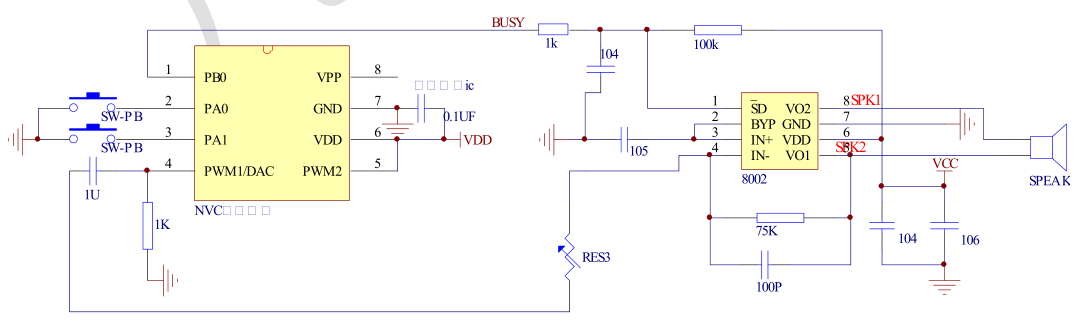 BUSY
1k
100k
104
1
PB0
VPP
8
2
PA0
GND
7
□□□□ic
0.1UF
SW-PB
3
PA1
VDD
6
VDD
SW-PB
4
PWM1/DAC
PWM2
5
1U
NVC□□□□
1K
105
1
SD
VO2
8
SPK1
2
BYP
GND
7
3
IN+
VDD
6
SPK2
4
IN-
VO1
8002
VCC
SPEAK
75K
104
106
100P
RES3